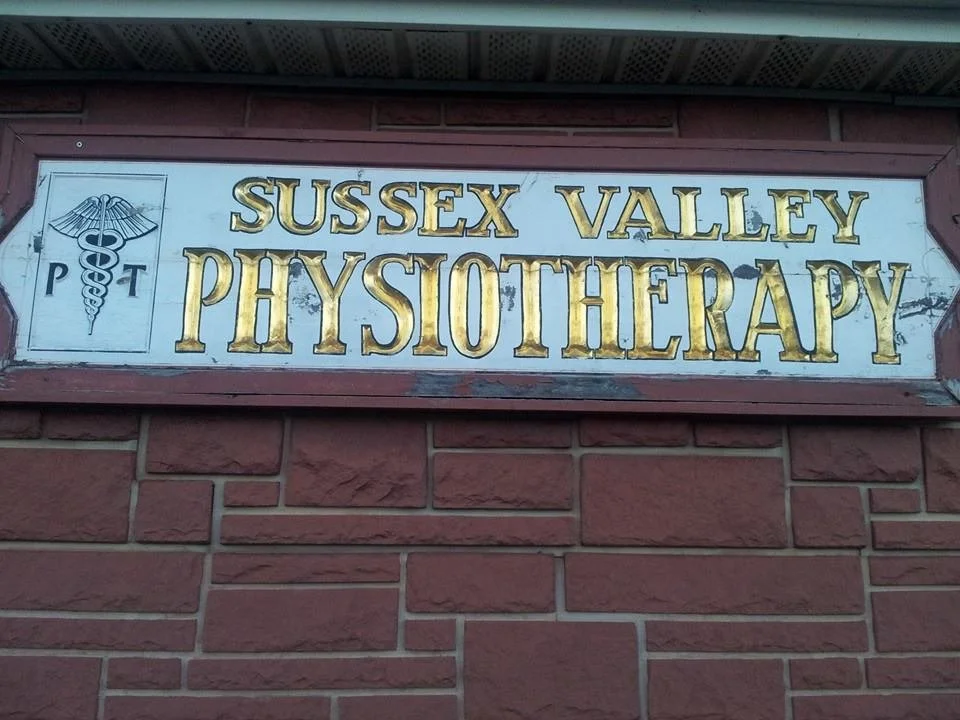 SUSSEX VALLEY
PHYSIOTHERAPY
P T